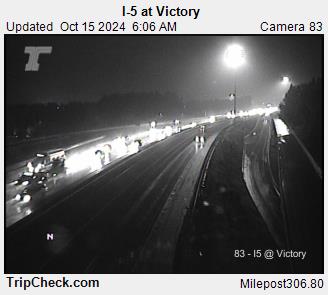 I-5 at Victory
Updated Oct 15 2024 6:06 AM Camera 83
T
N
83 - I5 @ Victory
TripCheck.com Milepost306.80